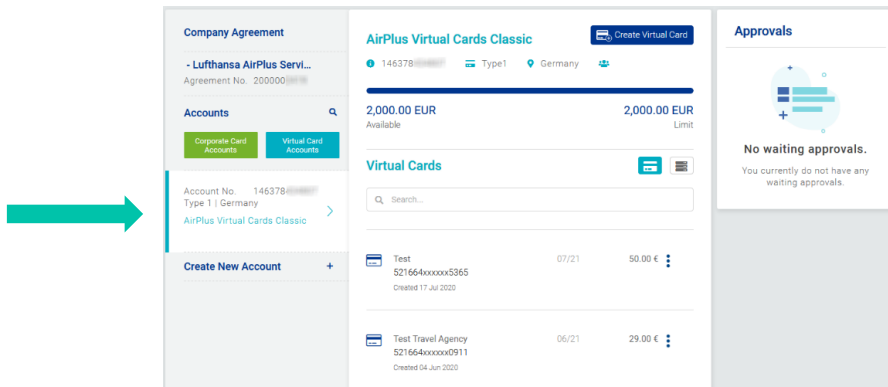 Company Agreement
- Lufthansa AirPlus Servi...
Agreement No. 200000
Accounts
Corporate Card
Accounts
Virtual Card
Accounts
Account No. 146378
Type 1 | Germany
AirPlus Virtual Cards Classic
Create New Account +
AirPlus Virtual Cards Classic
Create Virtual Card
146378 Type1 Germany
2,000.00 EUR 2,000.00 EUR
Available Limit
Virtual Cards
Search...
Test 07/21 50.00 €
521664xxxxxx5365
Created 17 Jul 2020
Test Travel Agency 06/21 29.00 €
521664xxxxxx0911
Created 04 Jun 2020
Approvals
No waiting approvals.
You currently do not have any
waiting approvals.